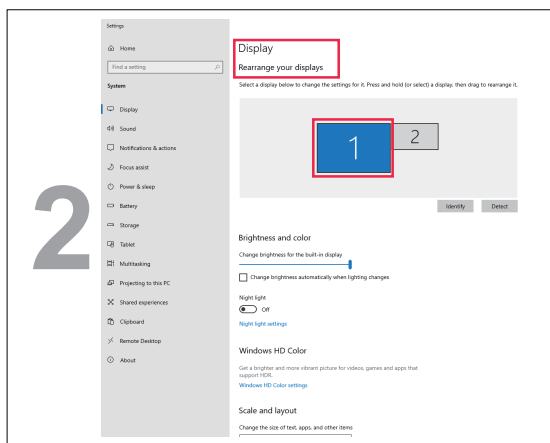 2
Settings
Home
Find a setting
System
Display
Sound
Notifications & actions
Focus assist
Power & sleep
Battery
Storage
Tablet
Multitasking
Projecting to this PC
Shared experiences
Clipboard
Remote Desktop
About
Display
Rearrange your displays
Select a display below to change the settings for it. Press and hold (or select) a display, then drag to rearrange it.
1
2
Identify
Detect
Brightness and color
Change brightness for the built-in display
Change brightness automatically when lighting changes
Night light
Off
Night light settings
Windows HD Color
Get a brighter and more vibrant picture for videos, games and apps that
support HDR.
Windows HD Color settings
Scale and layout
Change the size of text, apps, and other items